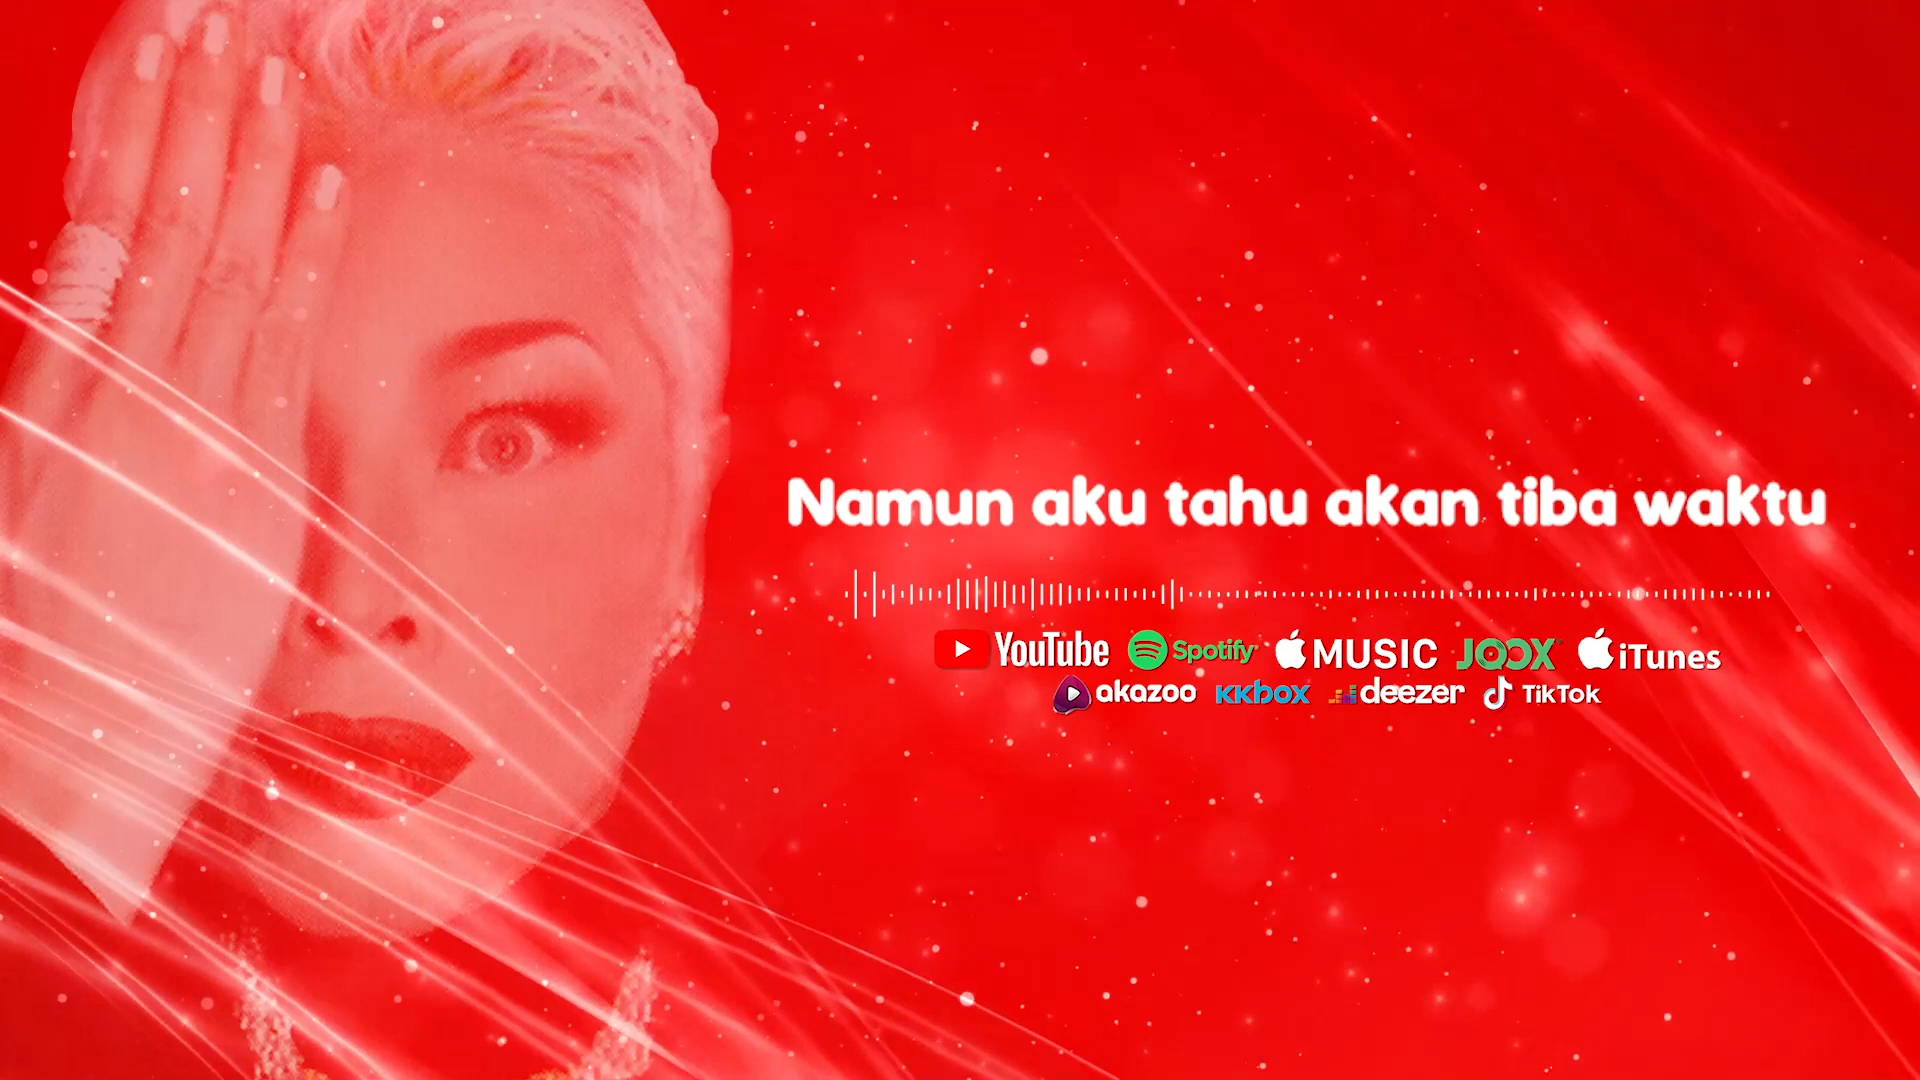 Namun aku tahu akan tiba waktu
YouTube Spotify MUSIC JOOX iTunes
akazoo KKBOX deezer TikTok